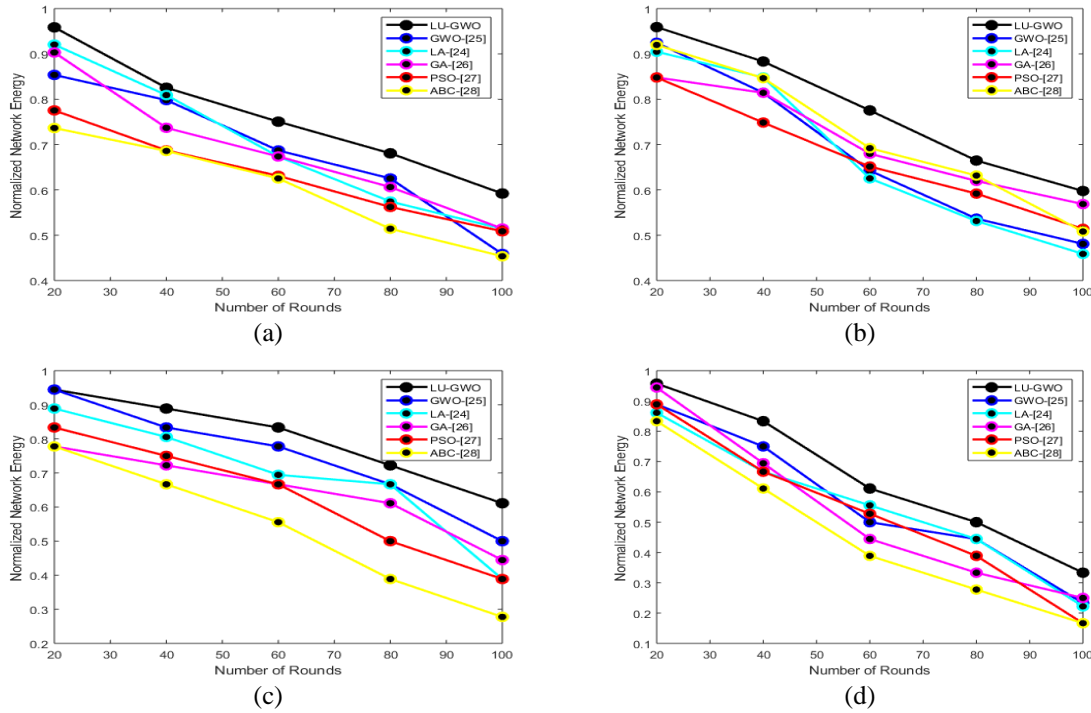 1
0.9
0.8
0.7
0.6
0.5
0.4
Normalized Network Energy
20 30 40 50 60 70 80 90 100
Number of Rounds
LU-GWO
GWO-[25]
LA-[24]
GA-[26]
PSO-[27]
ABC-[28]
(a)
1
0.9
0.8
0.7
0.6
0.5
0.4
Normalized Network Energy
20 30 40 50 60 70 80 90 100
Number of Rounds
LU-GWO
GWO-[25]
LA-[24]
GA-[26]
PSO-[27]
ABC-[28]
(b)
1
0.9
0.8
0.7
0.6
0.5
0.4
0.3
0.2
Normalized Network Energy
20 30 40 50 60 70 80 90 100
Number of Rounds
LU-GWO
GWO-[25]
LA-[24]
GA-[26]
PSO-[27]
ABC-[28]
(c)
1
0.9
0.8
0.7
0.6
0.5
0.4
0.3
0.2
0.1
Normalized Network Energy
20 30 40 50 60 70 80 90 100
Number of Rounds
LU-GWO
GWO-[25]
LA-[24]
GA-[26]
PSO-[27]
ABC-[28]
(d)